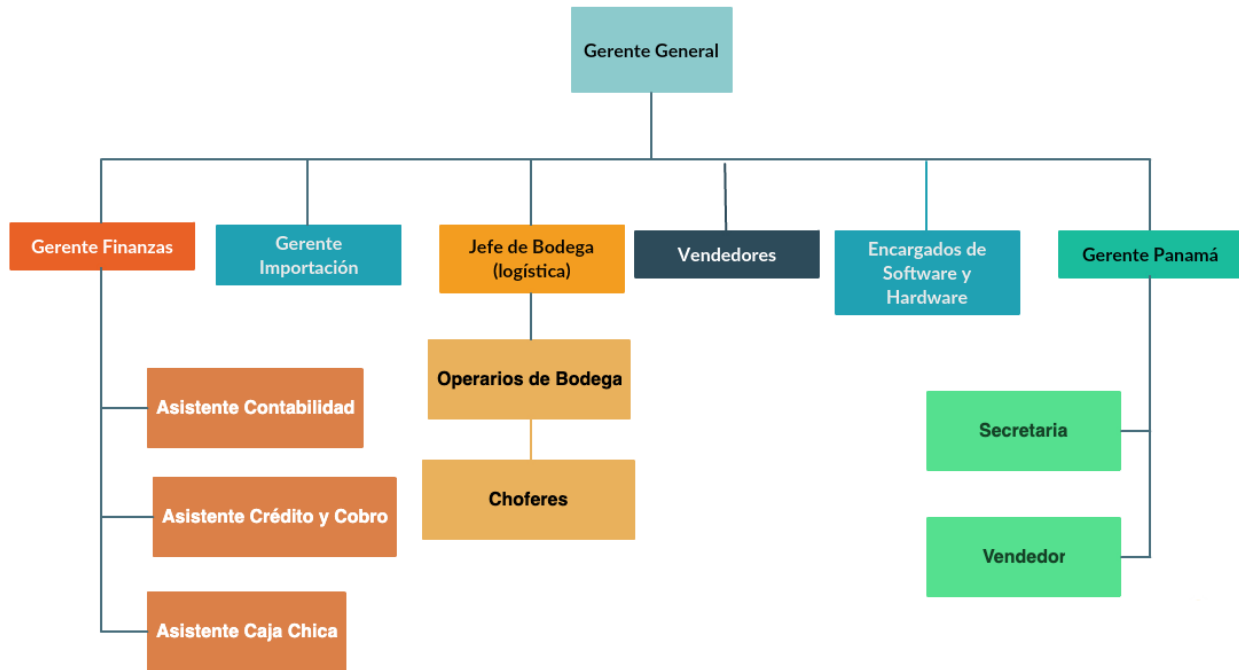 Gerente General
Gerente Finanzas
Gerente
Importación
Jefe de Bodega
(logística)
Vendedores
Encargados de
Software y
Hardware
Gerente Panamá
Asistente Contabilidad
Asistente Crédito y Cobro
Asistente Caja Chica
Operarios de Bodega
Choferes
Secretaria
Vendedor